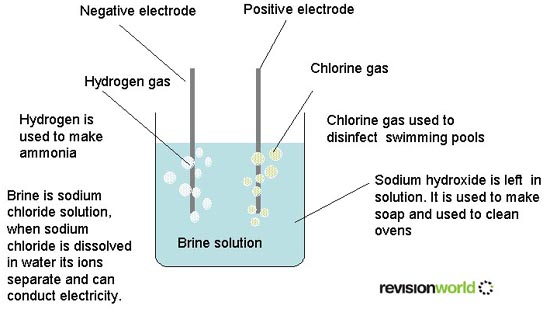 Negative electrode
Positive electrode
Hydrogen gas
Chlorine gas
Hydrogen is
used to make
ammonia
Chlorine gas used to
disinfect swimming pools
Sodium hydroxide is left in
solution. It is used to make
soap and used to clean
ovens
Brine is sodium
chloride solution,
when sodium
chloride is dissolved
in water its ions
separate and can
conduct electricity.
Brine solution
revisionworld